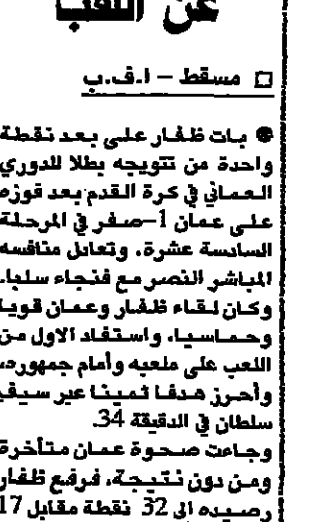 عن اللقب
□ مسقط – ا.ف.ب
● بات ظفار على بعد نقطة
واحدة من تتويجه بطلا للدوري
العماني في كرة القدم بعد فوزه
على عمان 1–صفر في المرحلة
السادسة عشرة، وتعادل منافسه
المباشر النصر مع فنجاء سلبا.
وكان لقاء ظفار وعمان قويا
وحماسيا، واستفاد الاول من
اللعب على ملعبه وأمام جمهوره،
وأحرز هدفا ثمينا عبر سيف
سلطان في الدقيقة 34.
وجاءت صحوة عمان متأخرة
ومن دون نتيجة، فرفع ظفار
رصيده الى 32 نقطة مقابل 17